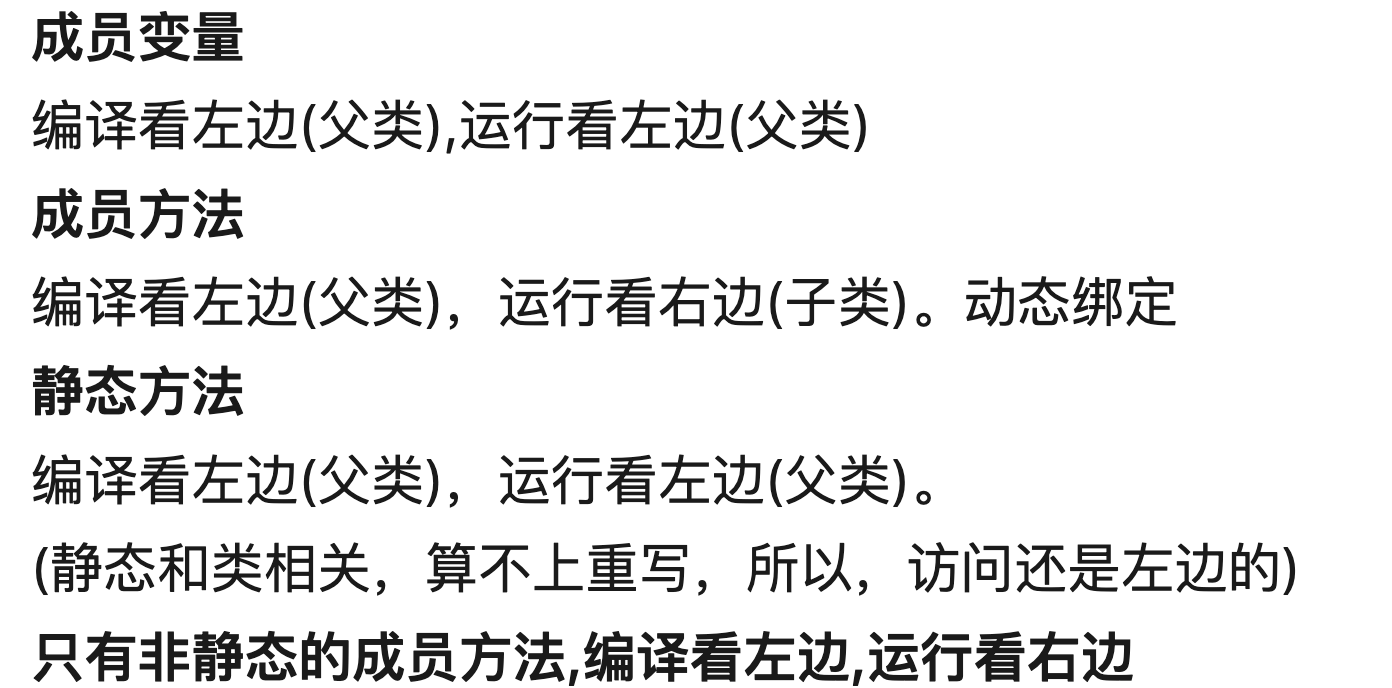 成员变量
编译看左边(父类),运行看左边(父类)
成员方法
编译看左边(父类)，运行看右边(子类)。动态绑定
静态方法
编译看左边(父类)，运行看左边(父类)。
(静态和类相关，算不上重写，所以，访问还是左边的)
只有非静态的成员方法,编译看左边,运行看右边